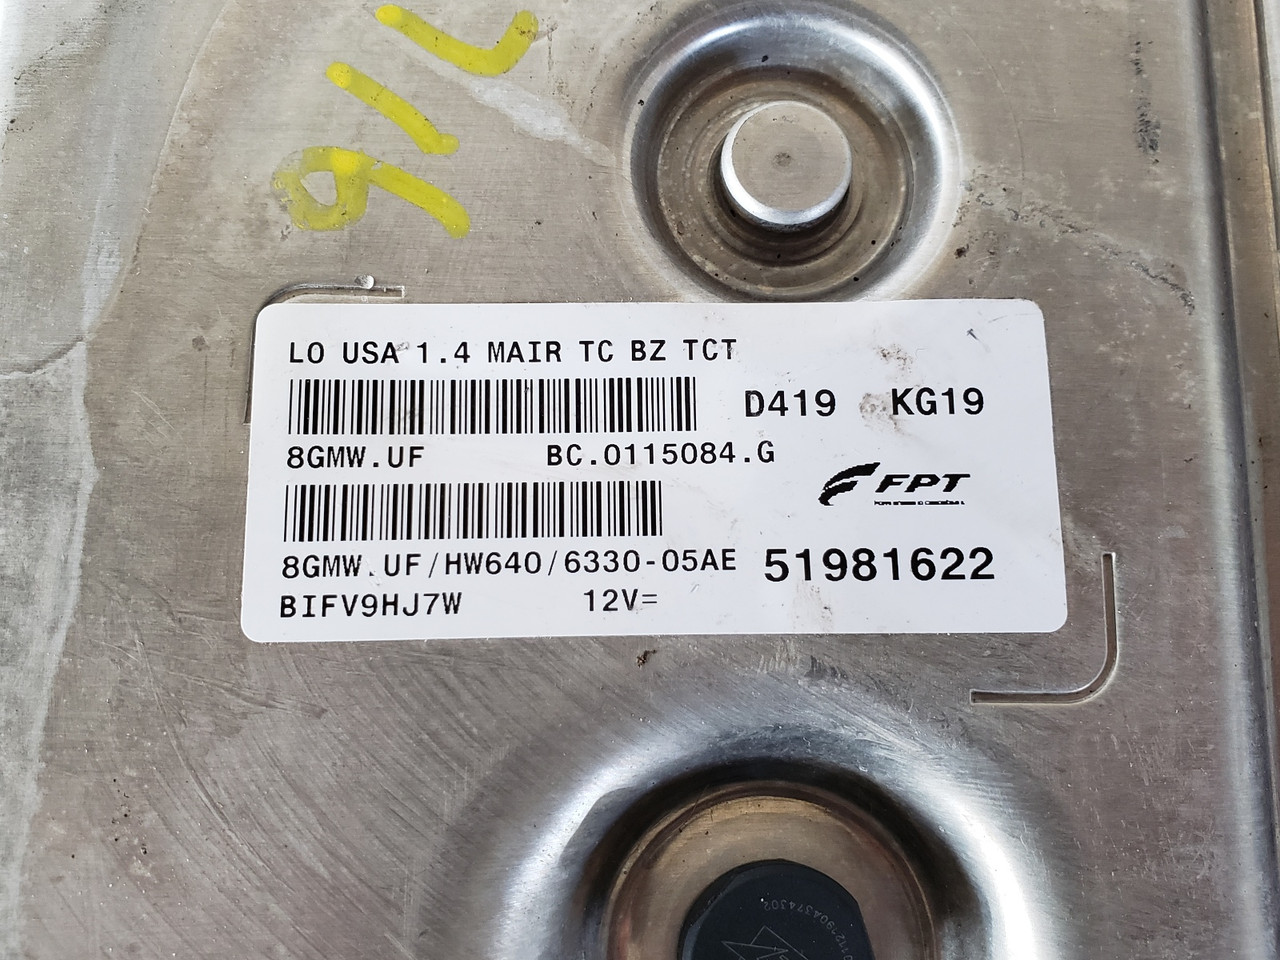 91L
LO USA 1.4 MAIR TC BZ TCT
D419 KG19
8GMW.UF BC.0115084.G
FPT
8GMW.UF/HW640/6330-05AE 51981622
BIFV9HJ7W 12V=